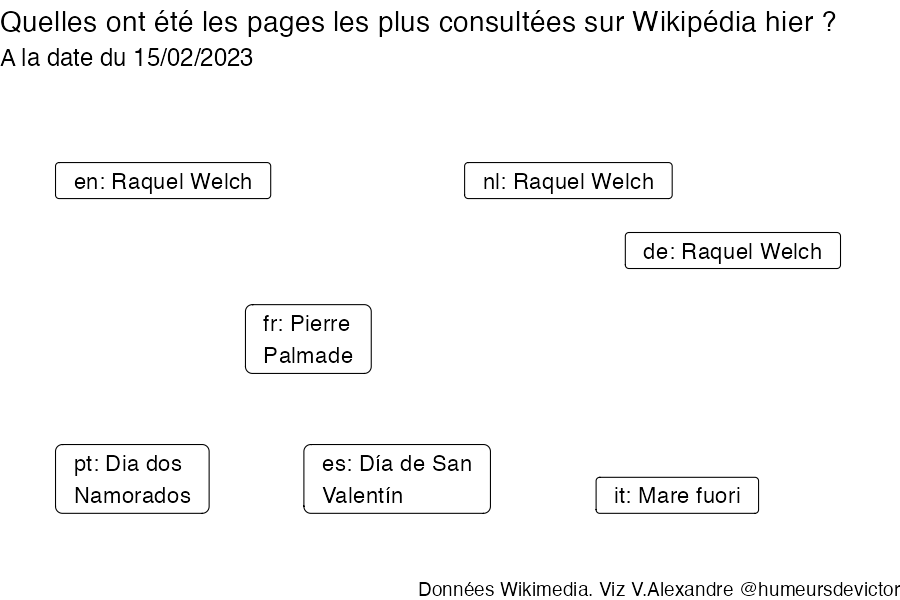 Quelles ont été les pages les plus consultées sur Wikipédia hier ?
A la date du 15/02/2023
en: Raquel Welch
nl: Raquel Welch
de: Raquel Welch
fr: Pierre
Palmade
pt: Dia dos
Namorados
es: Día de San
Valentín
it: Mare fuori
Données Wikimedia. Viz V.Alexandre @humeursdevictor